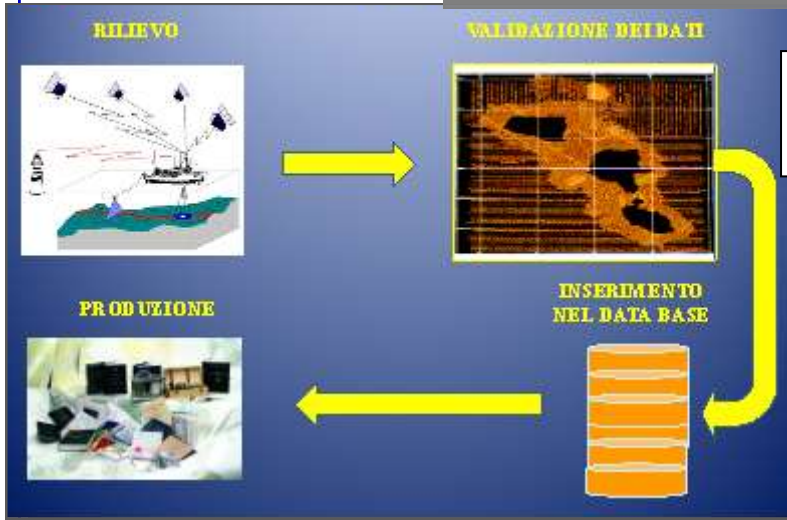 RILIEVO
VALIDAZIONE DEI DATI
INSERIMENTO
NEL DATA BASE
PRODUZIONE